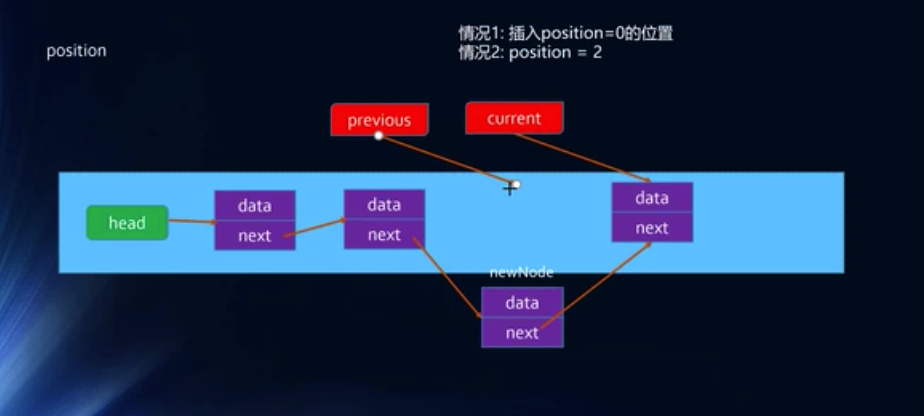 情况1: 插入position=0的位置
情况2: position = 2
position
previous
current
head
data
next
data
next
data
next
newNode
data
next